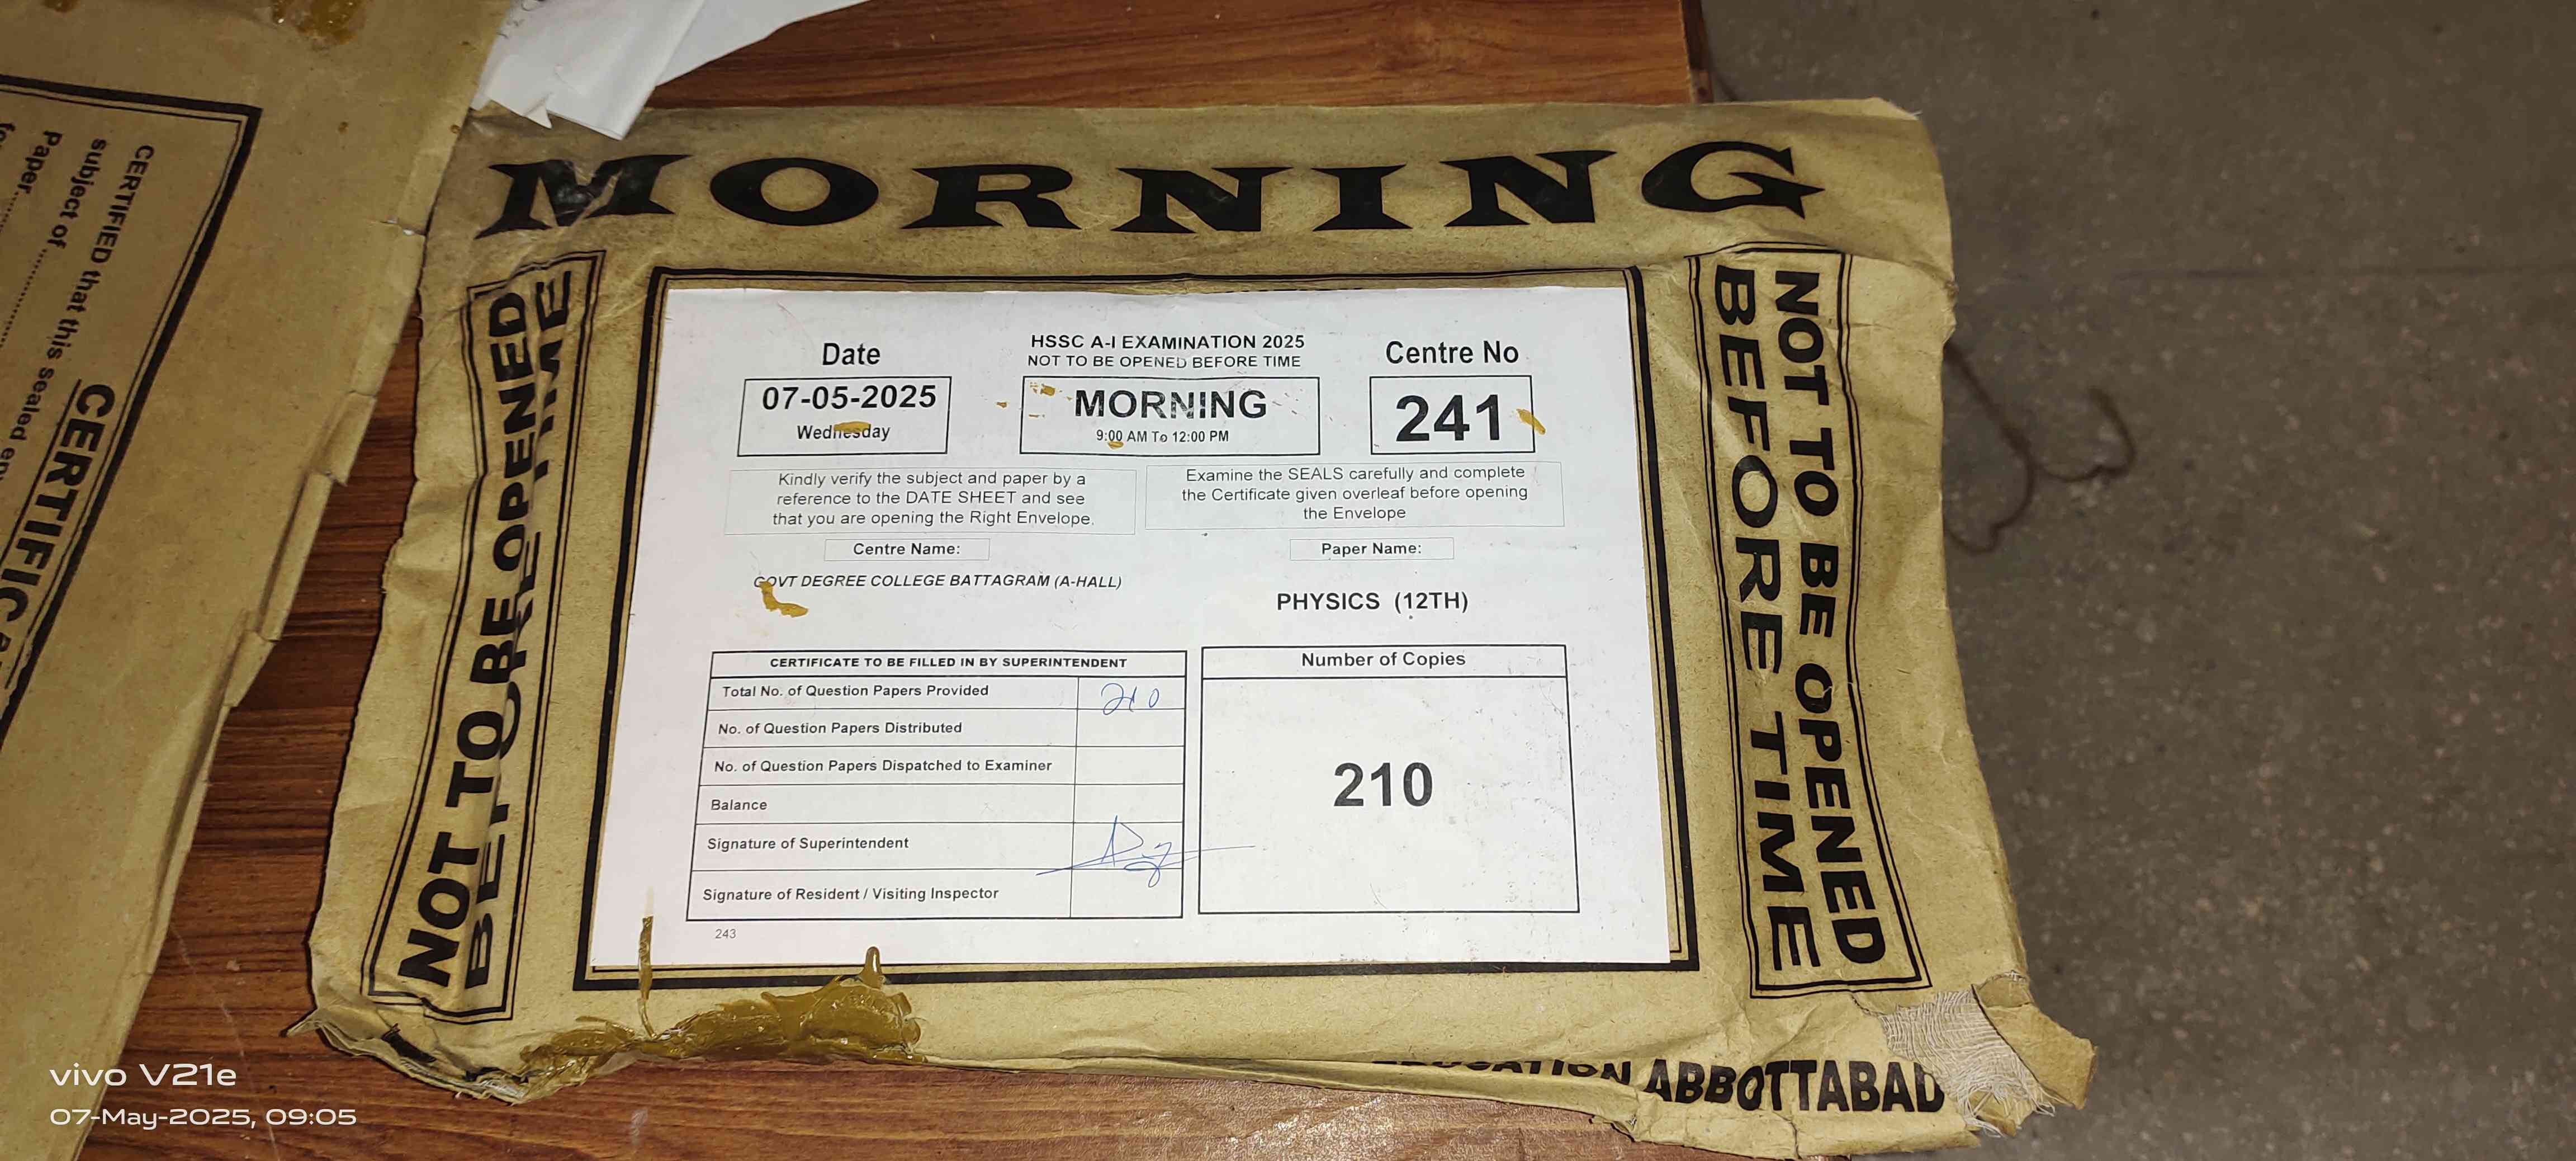 MORNING
NOT TO BE OPENED
BEFORE TIME
Date
07-05-2025
Wednesday
HSSC A-I EXAMINATION 2025
NOT TO BE OPENED BEFORE TIME
MORNING
9:00 AM To 12:00 PM
Centre No
241
Kindly verify the subject and paper by a
reference to the DATE SHEET and see
that you are opening the Right Envelope.
Examine the SEALS carefully and complete
the Certificate given overleaf before opening
the Envelope
Centre Name:
GOVT DEGREE COLLEGE BATTAGRAM (A-HALL)
Paper Name:
PHYSICS (12TH)
CERTIFICATE TO BE FILLED IN BY SUPERINTENDENT
Total No. of Question Papers Provided 210
No. of Question Papers Distributed
No. of Question Papers Dispatched to Examiner
Balance
Signature of Superintendent
Signature of Resident / Visiting Inspector
243
Number of Copies
210
NOT TO BE OPENED
BEFORE TIME
ABBOTTABAD
CERTIFIED that this sealed
subject of
Paper
vivo V21e
07-May-2025, 09:05